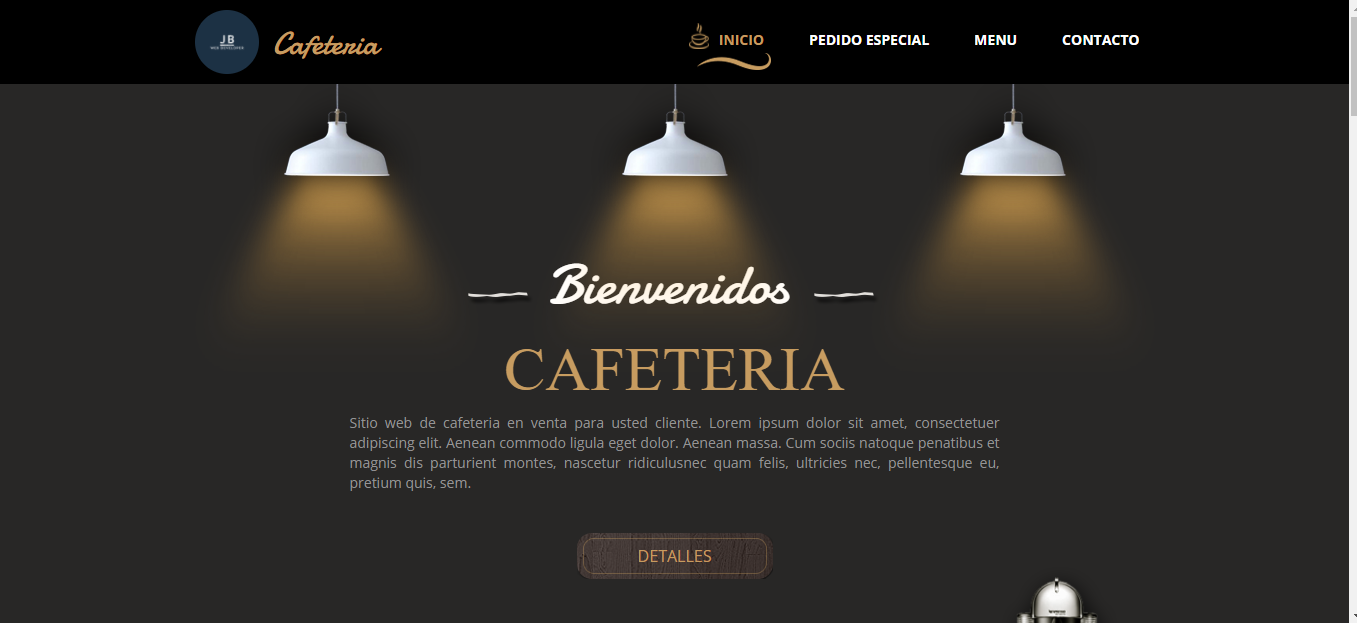 JB
Cafeteria
INICIO
PEDIDO ESPECIAL
MENU
CONTACTO
Bienvenidos
CAFETERIA
Sitio web de cafeteria en venta para usted cliente. Lorem ipsum dolor sit amet, consectetuer
adipiscing elit. Aenean commodo ligula eget dolor. Aenean massa. Cum sociis natoque penatibus et
magnis dis parturient montes, nascetur ridiculusnec quam felis, ultricies nec, pellentesque eu,
pretium quis, sem.
DETALLES